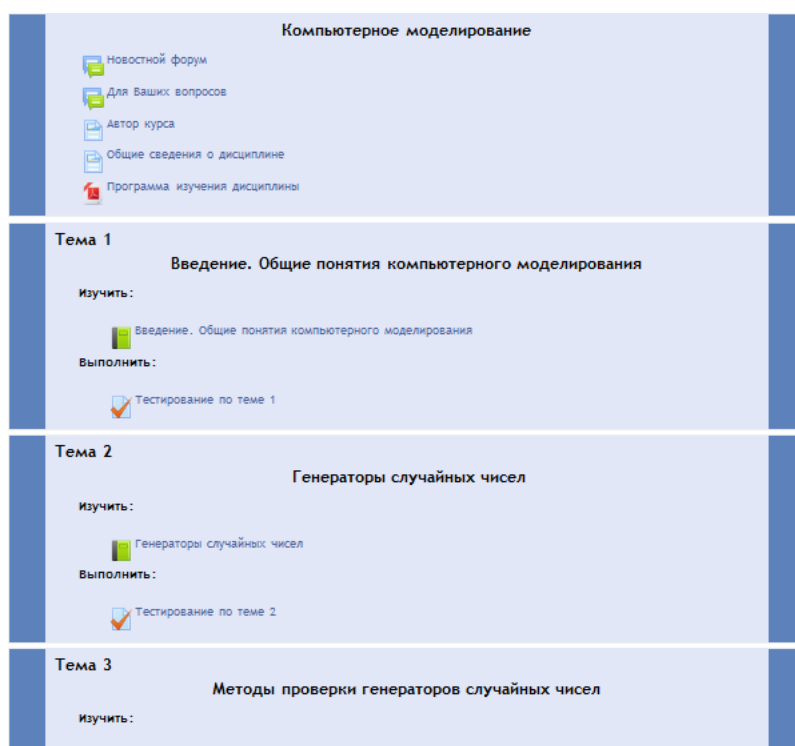 Компьютерное моделирование
Новостной форум
Для Ваших вопросов
Автор курса
Общие сведения о дисциплине
Программа изучения дисциплины
Тема 1
Введение. Общие понятия компьютерного моделирования
Изучить:
Введение. Общие понятия компьютерного моделирования
Выполнить:
Тестирование по теме 1
Тема 2
Генераторы случайных чисел
Изучить:
Генераторы случайных чисел
Выполнить:
Тестирование по теме 2
Тема 3
Методы проверки генераторов случайных чисел
Изучить: